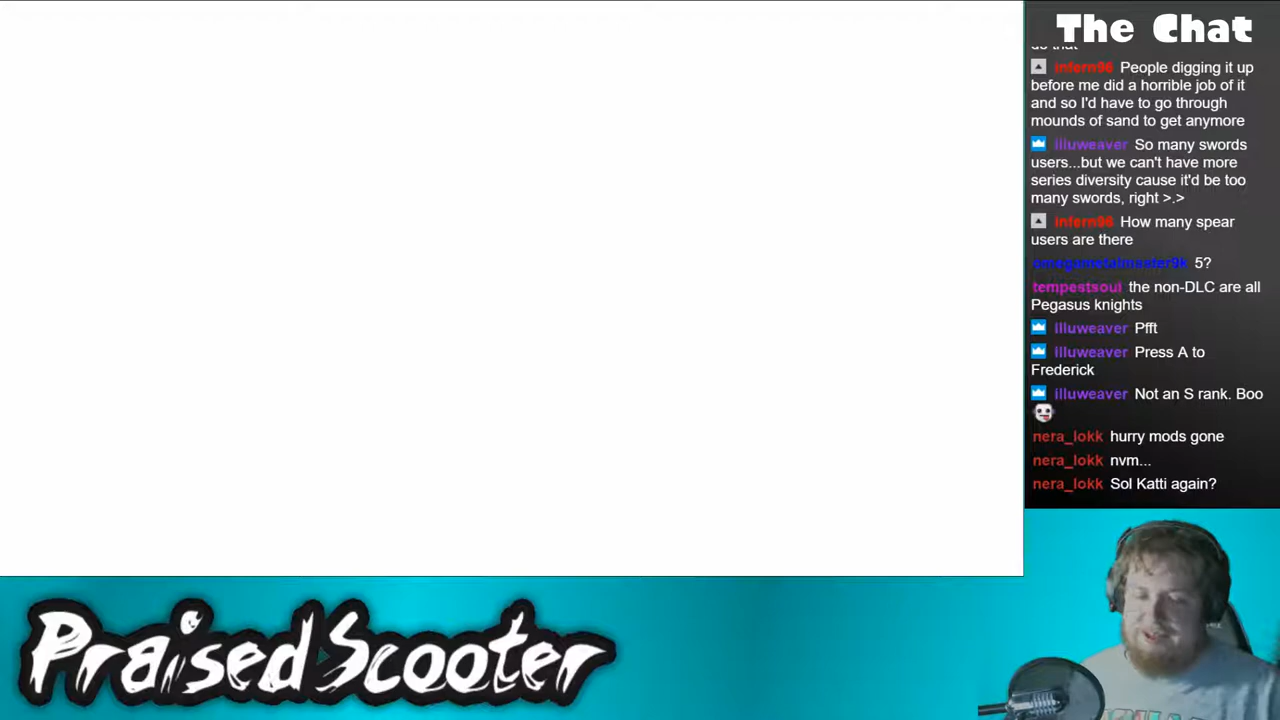 The Chat
infern96 People digging it up
before me did a horrible job of it
and so I'd have to go through
mounds of sand to get anymore
illuweaver So many swords
users...but we can't have more
series diversity cause it'd be too
many swords, right >.>
infern96 How many spear
users are there
5?
tempestsoul the non-DLC are all
Pegasus knights
illuweaver Pfft
illuweaver Press A to
Frederick
illuweaver Not an S rank. Boo
nera_lokk hurry mods gone
nera_lokk nvm...
nera_lokk Sol Katti again?
PraisedScooter